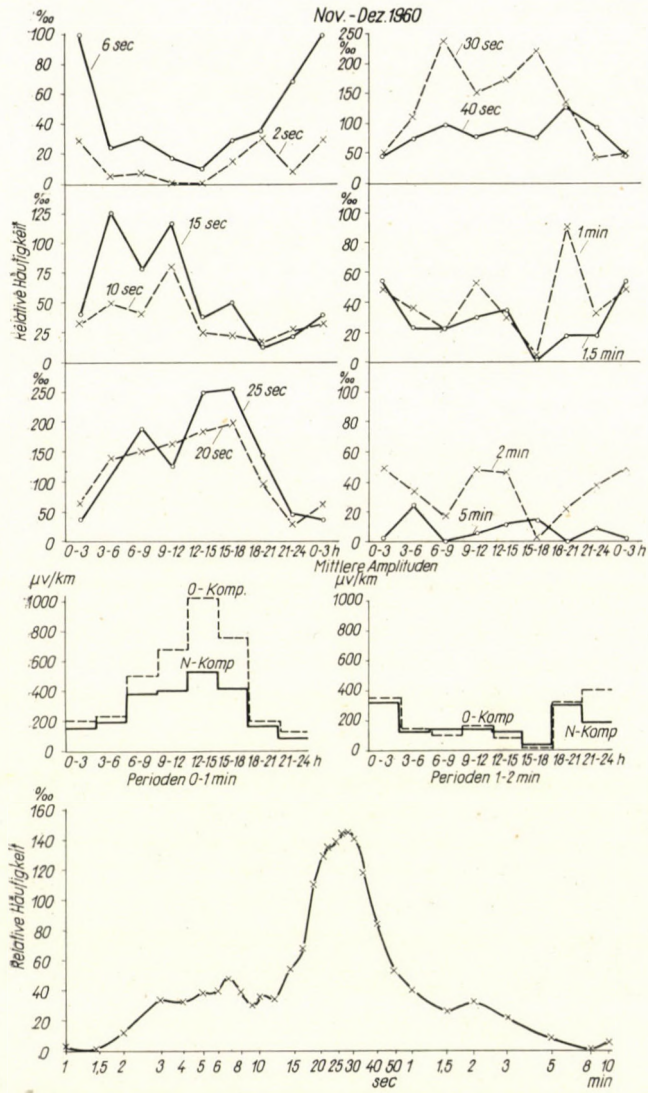 Nov.-Dez.1960
‰
100
80
60
40
20
0
6 sec
2 sec
250
‰
200
150
100
50
0
30 sec
40 sec
Relative Häufigkeit
‰
125
100
75
50
25
0
15 sec
10 sec
‰
100
80
60
40
20
0
1 min
1,5 min
‰
250
200
150
100
50
0
25 sec
20 sec
0-3 3-6 6-9 9-12 12-15 15-18 18-21 21-24 0-3 h
‰
100
80
60
40
20
0
2 min
5 min
0-3 3-6 6-9 9-12 12-15 15-18 18-21 21-24 0-3 h
Mittlere Amplituden
µv/km
1000
800
600
400
200
0
O-Komp.
N-Komp
0-3 3-6 6-9 9-12 12-15 15-18 18-21 21-24 h
Perioden 0-1 min
µv/km
1000
800
600
400
200
0
O-Komp
N-Komp
0-3 3-6 6-9 9-12 12-15 15-18 18-21 21-24 h
Perioden 1-2 min
‰
160
140
120
100
80
60
40
20
0
Relative Häufigkeit
1 1,5 2 3 4 5 6 8 10 15 20 25 30 40 50 1 1,5 2 3 5 8 10
sec min